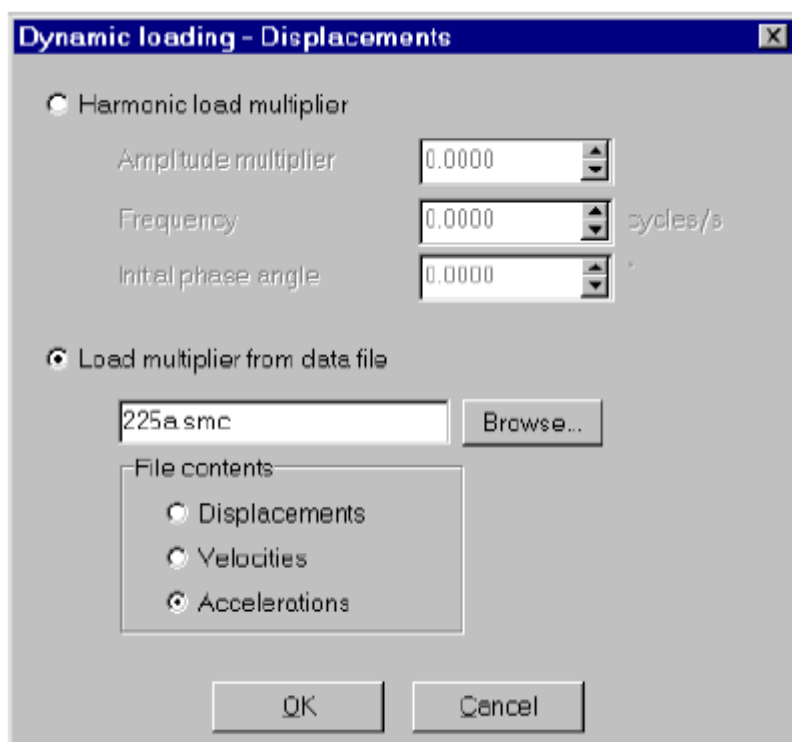 Dynamic loading - Displacements
Harmonic load multiplier
Amplitude multiplier 0.0000
Frequency 0.0000 cycles/s
Initial phase angle 0.0000 °
Load multiplier from data file
225a.smc Browse...
File contents
Displacements
Velocities
Accelerations
OK Cancel